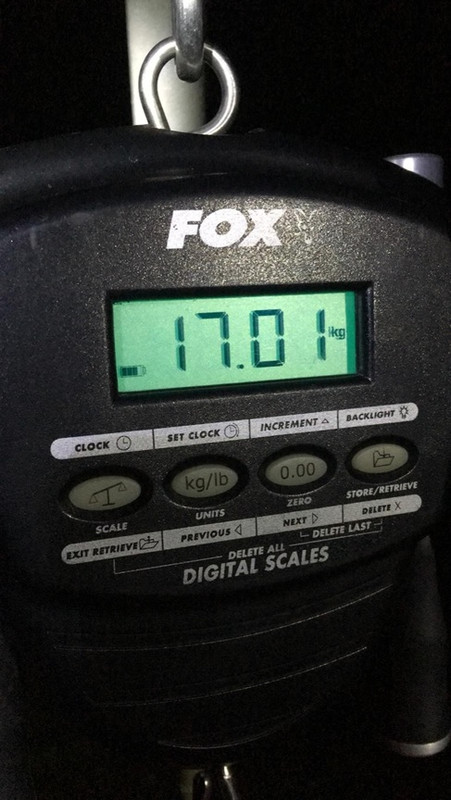 FOX
17.01 kg
CLOCK SET CLOCK INCREMENT BACKLIGHT
kg/lb 0.00
SCALE UNITS ZERO STORE/RETRIEVE
EXIT RETRIEVE PREVIOUS NEXT DELETE X
DELETE ALL DELETE LAST
DIGITAL SCALES